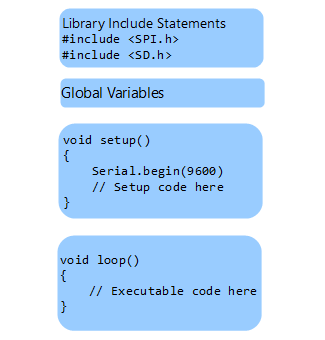 Library Include Statements
#include <SPI.h>
#include <SD.h>
Global Variables
void setup()
{
    Serial.begin(9600)
    // Setup code here
}
void loop()
{
    // Executable code here
}